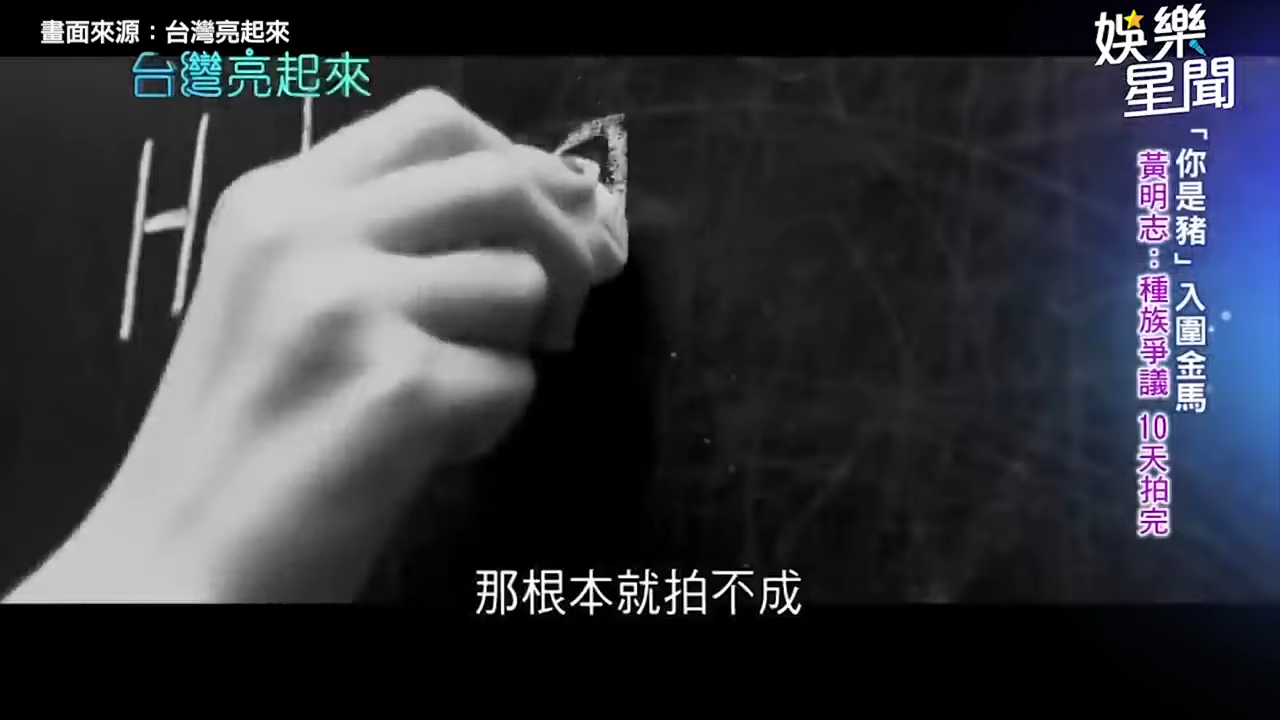 畫面來源：台灣亮起來
台灣亮起來
娛樂
星聞
「你是豬」入圍金馬
黃明志：種族爭議 10天拍完
H
那根本就拍不成